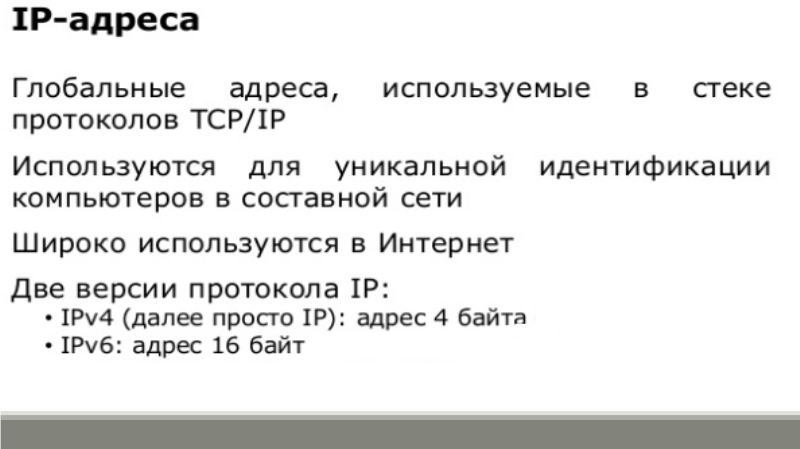 IP-адреса
Глобальные адреса, используемые в стеке
протоколов TCP/IP
Используются для уникальной идентификации
компьютеров в составной сети
Широко используются в Интернет
Две версии протокола IP:
• IPv4 (далее просто IP): адрес 4 байта
• IPv6: адрес 16 байт